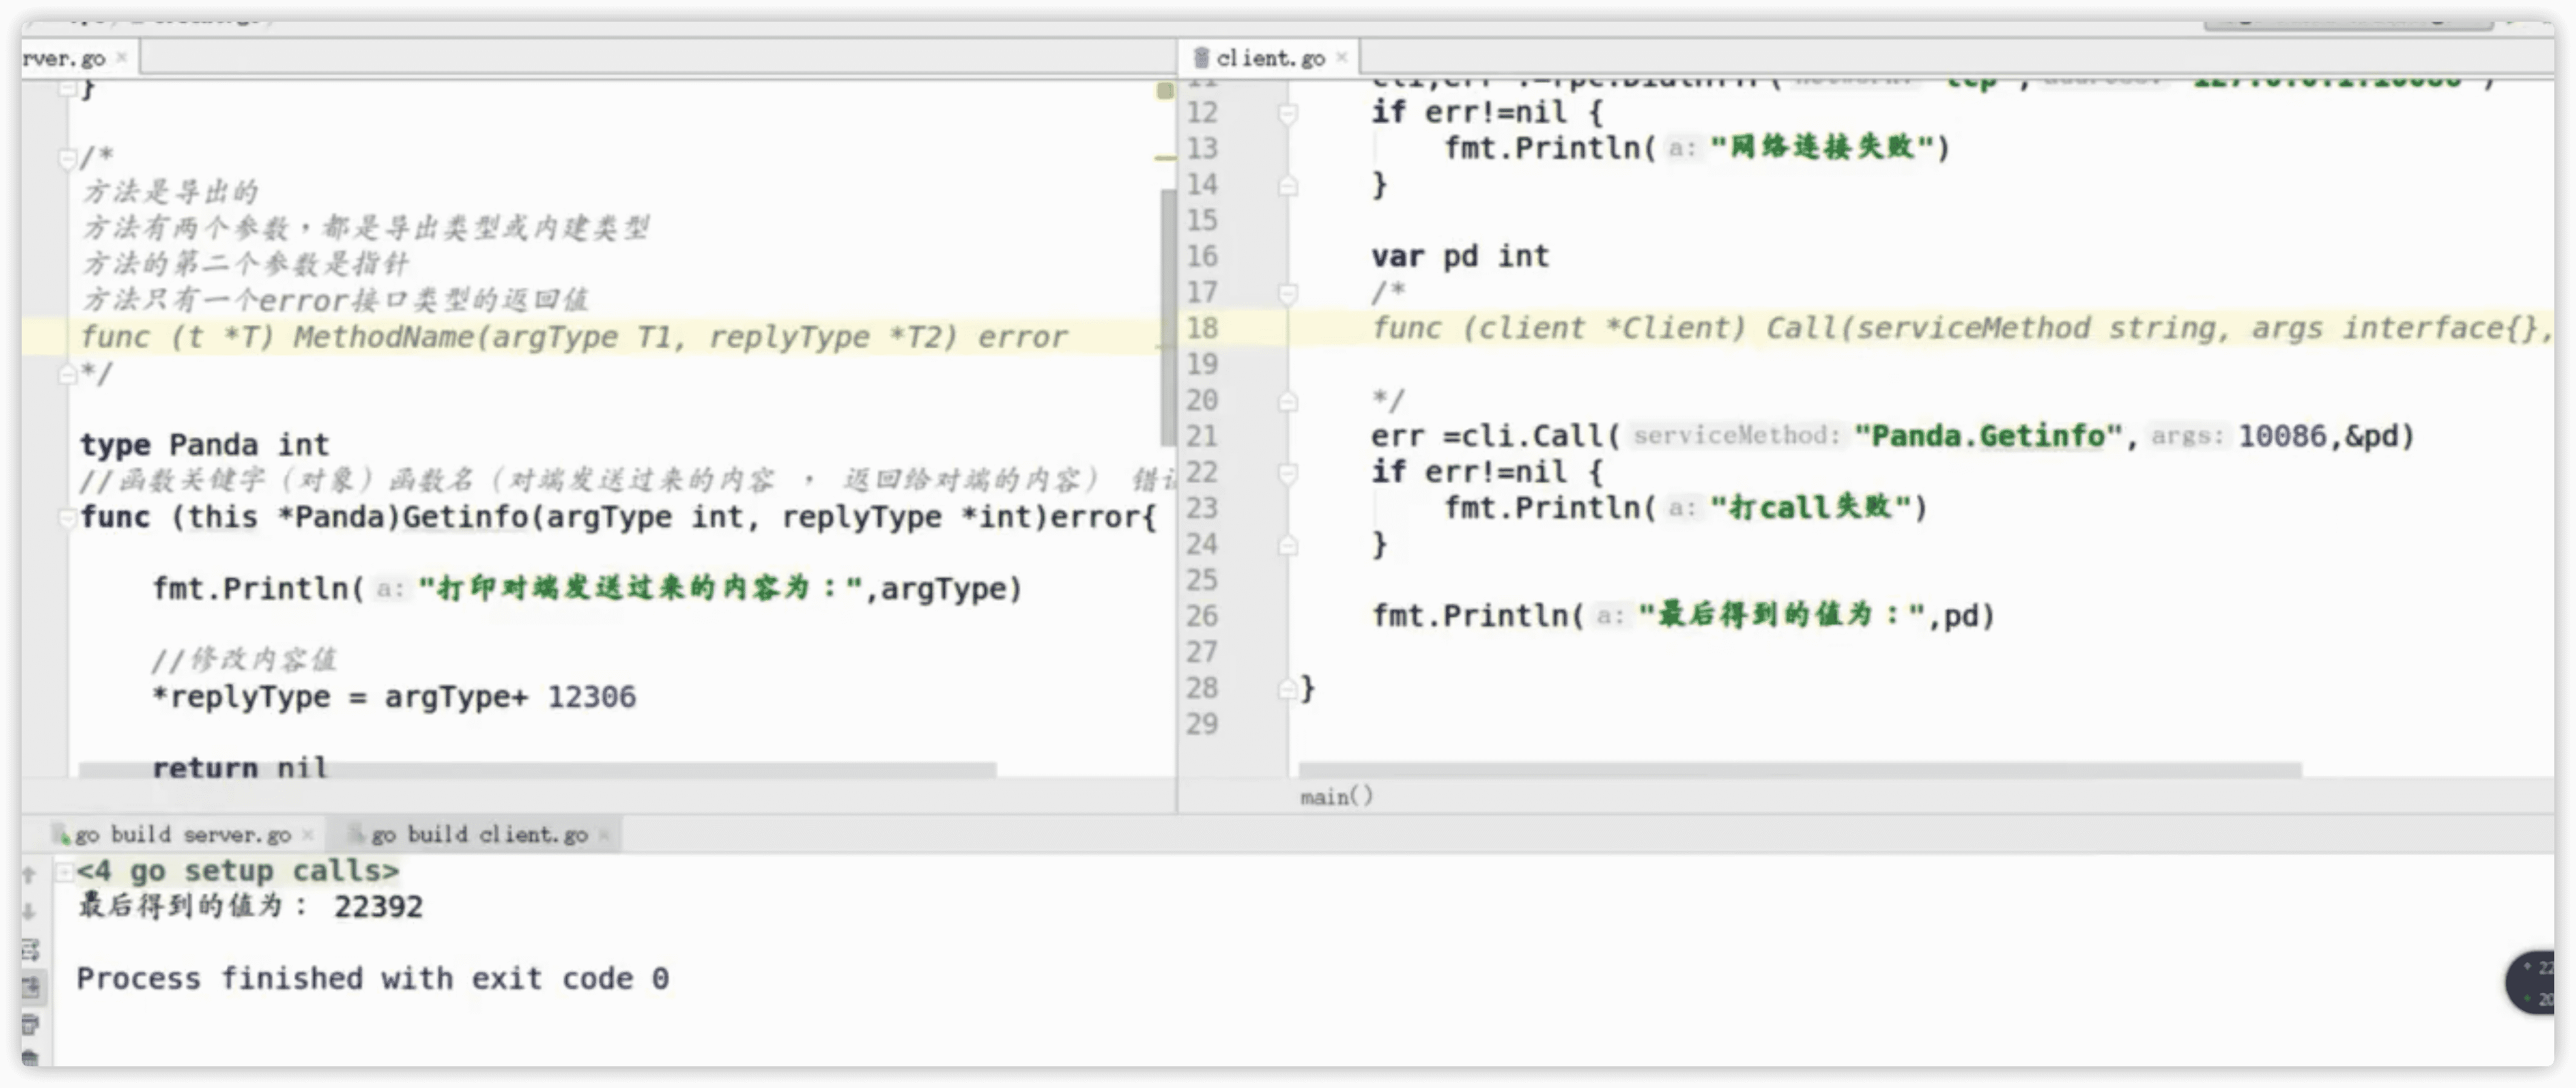 rver.go
}
/*
方法是导出的
方法有两个参数，都是导出类型或内建类型
方法的第二个参数是指针
方法只有一个error接口类型的返回值
func (t *T) MethodName(argType T1, replyType *T2) error
*/
type Panda int
//函数关键字（对象）函数名（对端发送过来的内容 ， 返回给对端的内容） 错
func (this *Panda)Getinfo(argType int, replyType *int)error{
fmt.Println( a: "打印对端发送过来的内容为：",argType)
//修改内容值
*replyType = argType+ 12306
return nil
client.go
11
12 if err!=nil {
13 fmt.Println( a: "网络连接失败")
14 }
15
16 var pd int
17 /*
18 func (client *Client) Call(serviceMethod string, args interface{},
19
20 */
21 err =cli.Call( serviceMethod: "Panda.Getinfo", args: 10086,&pd)
22 if err!=nil {
23 fmt.Println( a: "打call失败")
24 }
25
26 fmt.Println( a: "最后得到的值为：",pd)
27
28 }
29
main()
go build server.go
go build client.go
<4 go setup calls>
最后得到的值为： 22392
Process finished with exit code 0